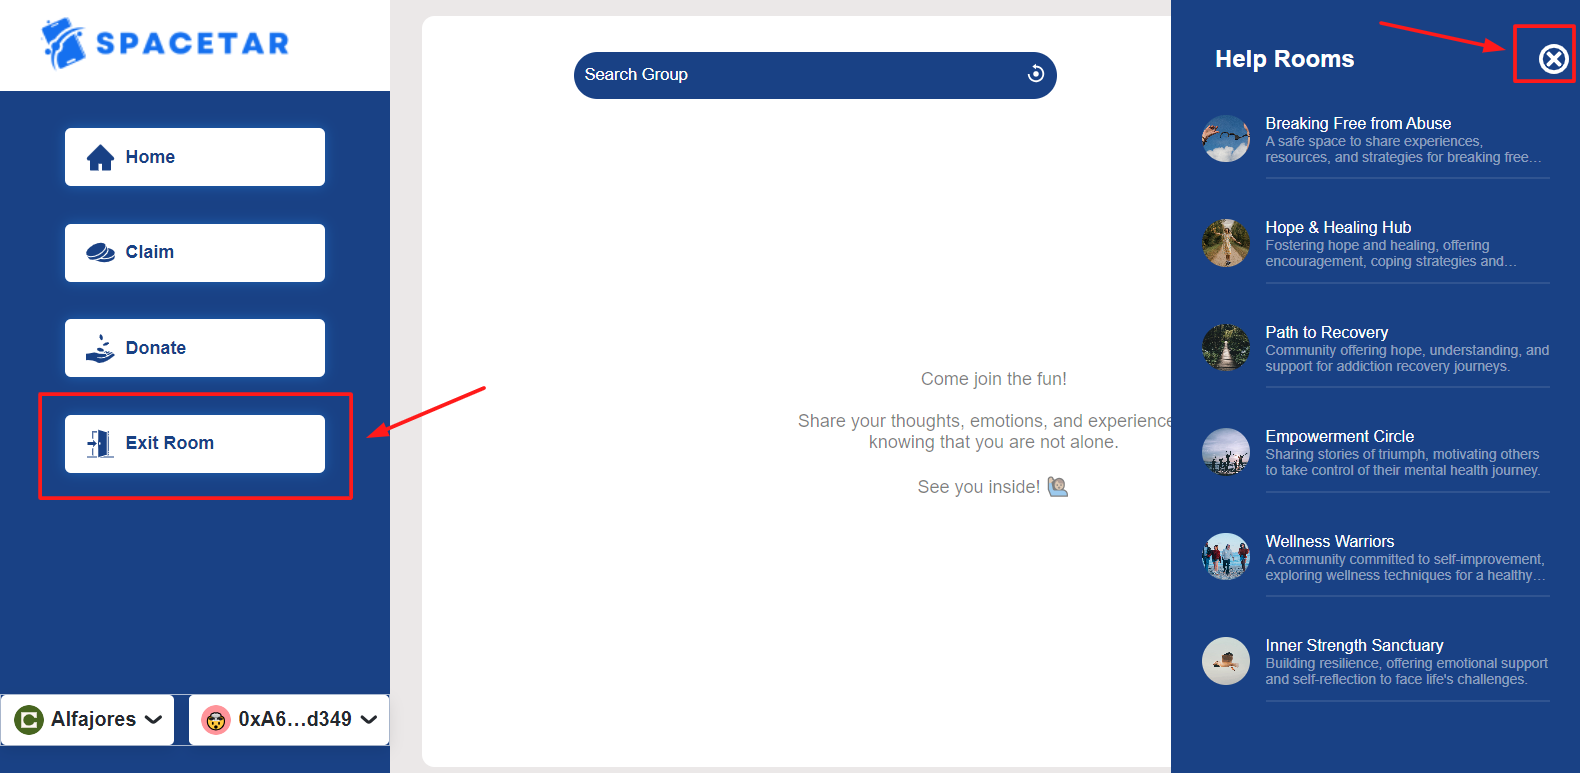 SPACETAR
Home
Claim
Donate
Exit Room
Alfajores
0xA6...d349
Search Group
Come join the fun!
Share your thoughts, emotions, and experience
knowing that you are not alone.
See you inside!
Help Rooms
Breaking Free from Abuse
A safe space to share experiences,
resources, and strategies for breaking free...
Hope & Healing Hub
Fostering hope and healing, offering
encouragement, coping strategies and...
Path to Recovery
Community offering hope, understanding, and
support for addiction recovery journeys.
Empowerment Circle
Sharing stories of triumph, motivating others
to take control of their mental health journey.
Wellness Warriors
A community committed to self-improvement,
exploring wellness techniques for a healthy...
Inner Strength Sanctuary
Building resilience, offering emotional support
and self-reflection to face life's challenges.